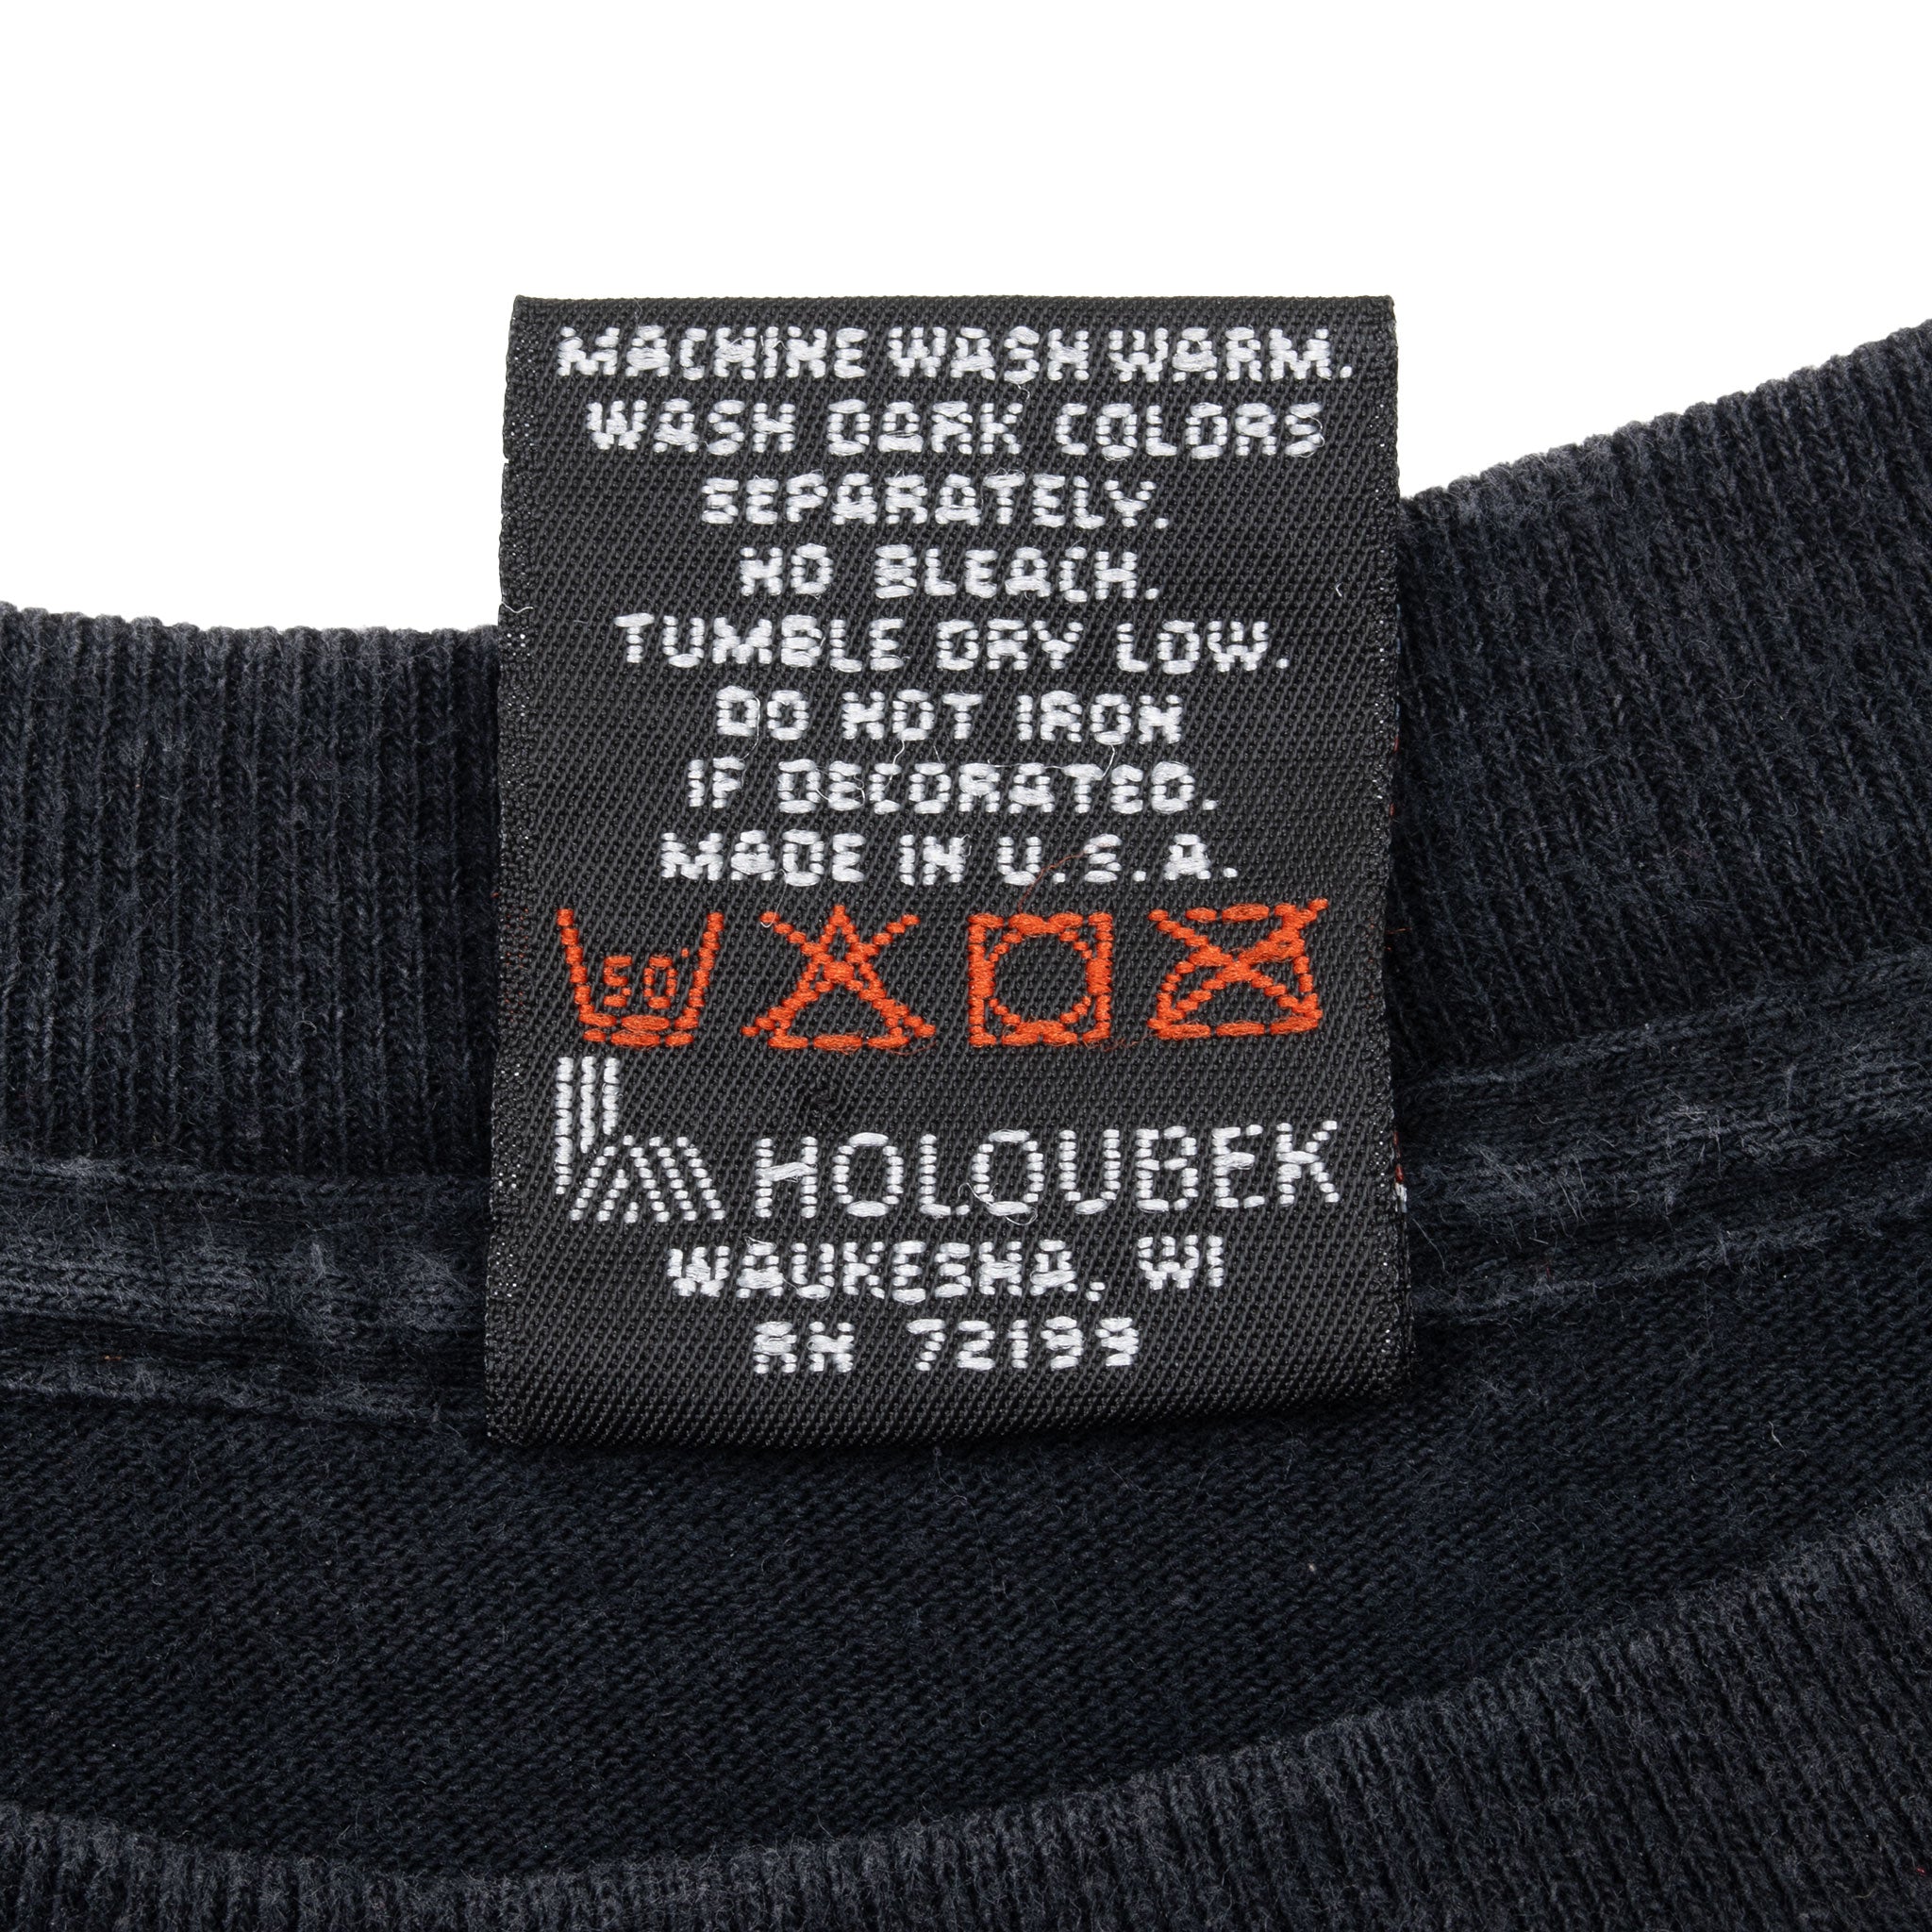 MACHINE WASH WARM.
WASH DARK COLORS
SEPARATELY.
NO BLEACH.
TUMBLE DRY LOW.
DO NOT IRON
IF DECORATED.
MADE IN U.S.A.
50°
HOLOUBEK
WAUKESHA, WI
RN 72199